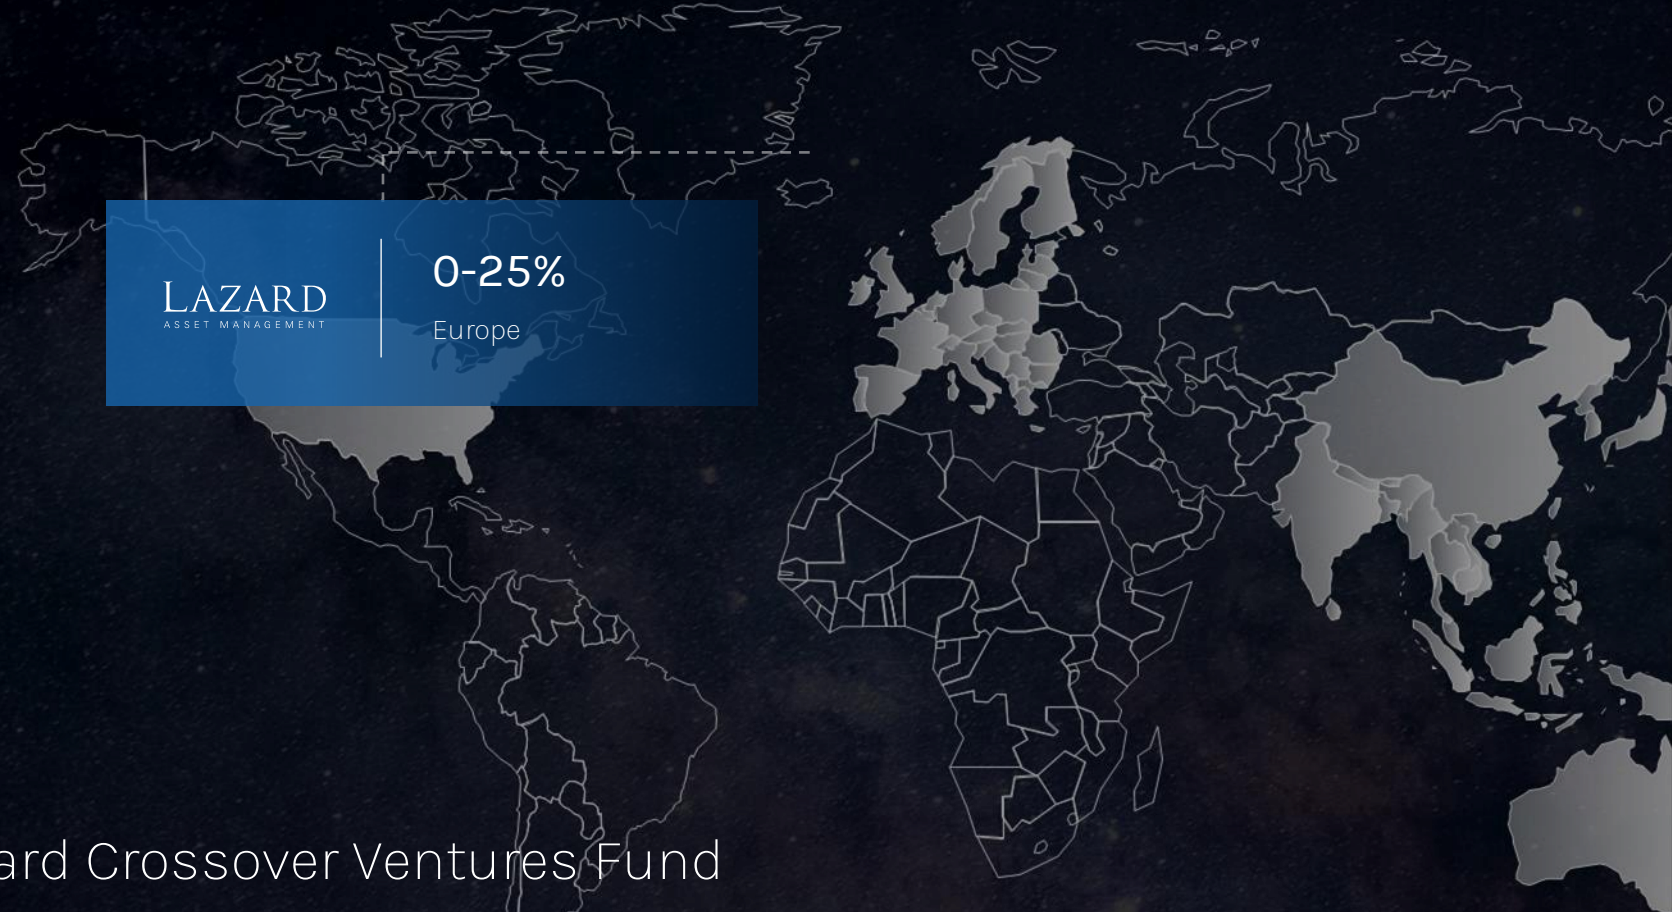 LAZARD
ASSET MANAGEMENT
0-25%
Europe
ard Crossover Ventures Fund